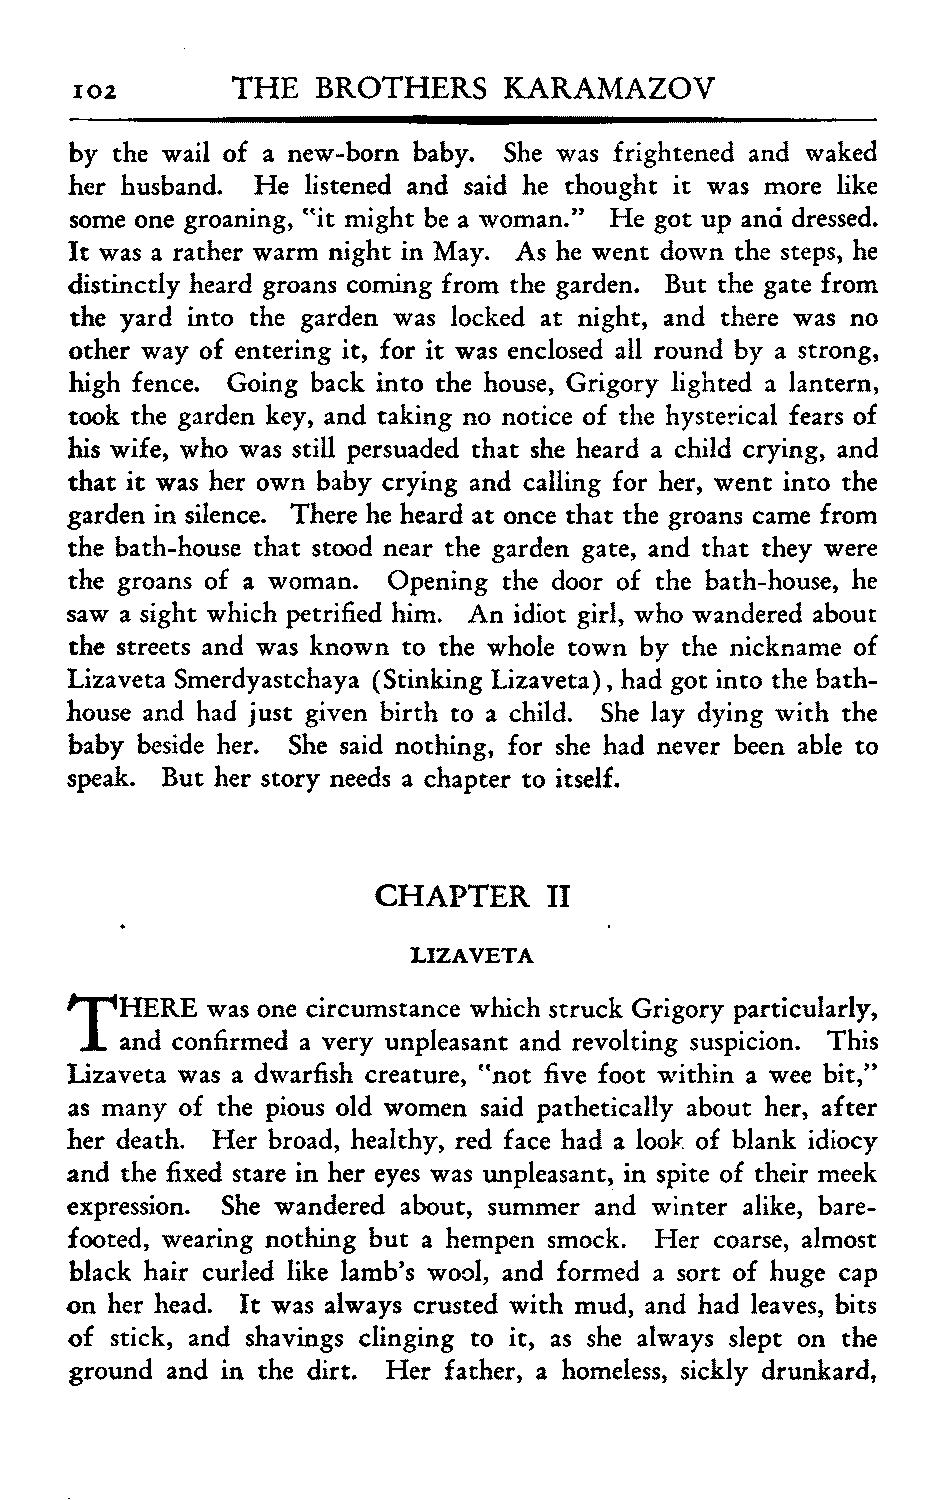 102 THE BROTHERS KARAMAZOV
by the wail of a new-born baby. She was frightened and waked
her husband. He listened and said he thought it was more like
some one groaning, "it might be a woman." He got up and dressed.
It was a rather warm night in May. As he went down the steps, he
distinctly heard groans coming from the garden. But the gate from
the yard into the garden was locked at night, and there was no
other way of entering it, for it was enclosed all round by a strong,
high fence. Going back into the house, Grigory lighted a lantern,
took the garden key, and taking no notice of the hysterical fears of
his wife, who was still persuaded that she heard a child crying, and
that it was her own baby crying and calling for her, went into the
garden in silence. There he heard at once that the groans came from
the bath-house that stood near the garden gate, and that they were
the groans of a woman. Opening the door of the bath-house, he
saw a sight which petrified him. An idiot girl, who wandered about
the streets and was known to the whole town by the nickname of
Lizaveta Smerdyastchaya (Stinking Lizaveta), had got into the bath-
house and had just given birth to a child. She lay dying with the
baby beside her. She said nothing, for she had never been able to
speak. But her story needs a chapter to itself.
CHAPTER II
LIZAVETA
THERE was one circumstance which struck Grigory particularly,
and confirmed a very unpleasant and revolting suspicion. This
Lizaveta was a dwarfish creature, "not five foot within a wee bit,"
as many of the pious old women said pathetically about her, after
her death. Her broad, healthy, red face had a look of blank idiocy
and the fixed stare in her eyes was unpleasant, in spite of their meek
expression. She wandered about, summer and winter alike, bare-
footed, wearing nothing but a hempen smock. Her coarse, almost
black hair curled like lamb's wool, and formed a sort of huge cap
on her head. It was always crusted with mud, and had leaves, bits
of stick, and shavings clinging to it, as she always slept on the
ground and in the dirt. Her father, a homeless, sickly drunkard,